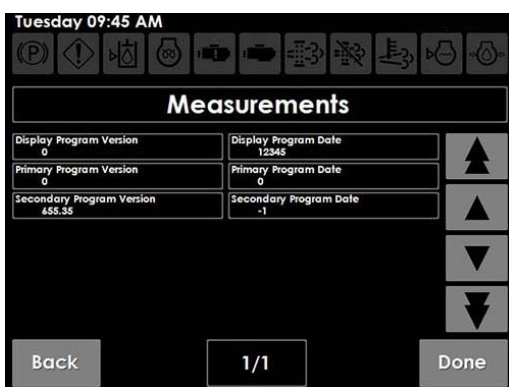 Tuesday 09:45 AM
(P)
Measurements
Display Program Version
0
Display Program Date
12345
Primary Program Version
0
Primary Program Date
0
Secondary Program Version
655.35
Secondary Program Date
-1
Back
1/1
Done